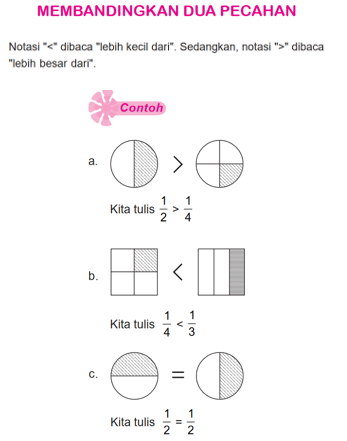 MEMBANDINGKAN DUA PECAHAN
Notasi "<" dibaca "lebih kecil dari". Sedangkan, notasi ">" dibaca
"lebih besar dari".
Contoh
a. >
Kita tulis 1/2 > 1/4
b. <
Kita tulis 1/4 < 1/3
c. =
Kita tulis 1/2 = 1/2